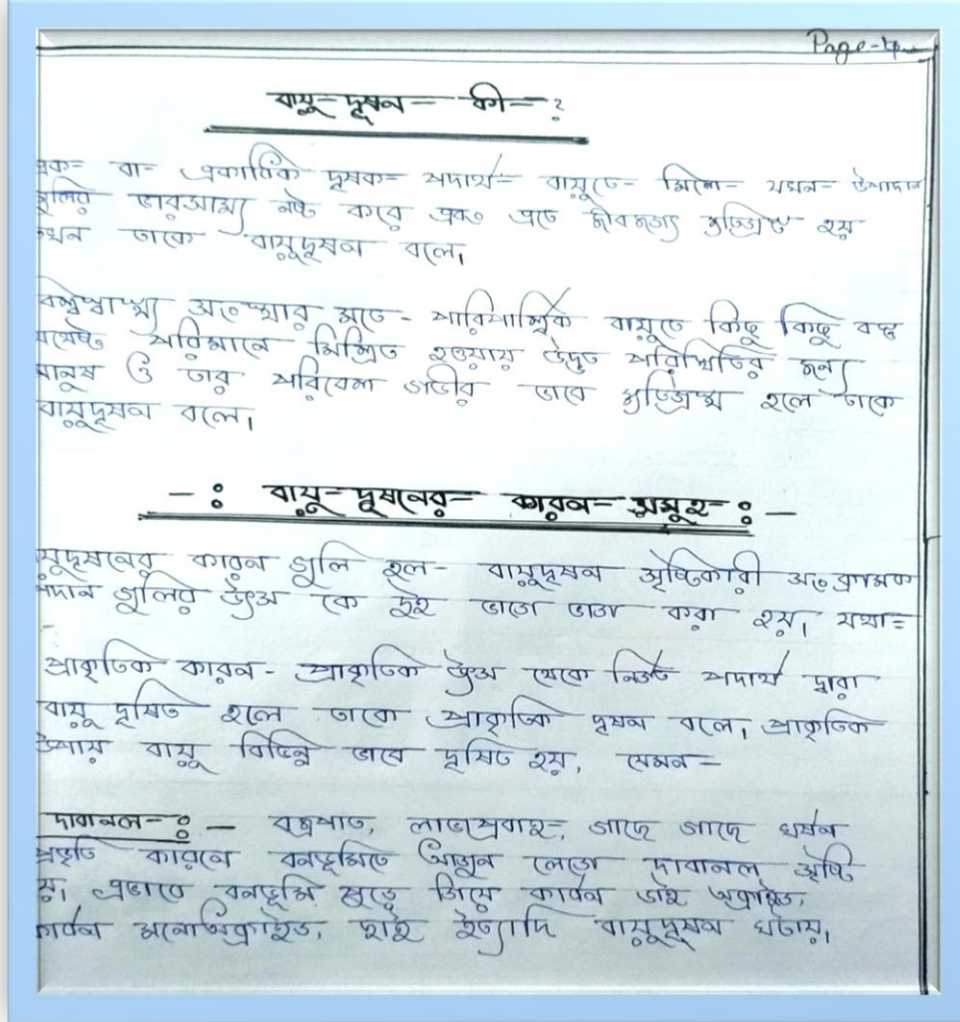 Page-4
বায়ু-দূষন- কী-?
এক- বা- একাধিক দূষক- পদার্থ- বায়ুতে- মিশে- যখন- উপাদান
গুলির ভারসাম্য নষ্ট করে এবং এতে জীবজগৎ ক্ষতিগ্রস্ত হয়
তখন তাকে বায়ুদূষন বলে।
বিশ্বস্বাস্থ্য সংস্থার মতে - পারিপার্শ্বিক বায়ুতে কিছু কিছু বস্তু
যথেষ্ট পরিমানে মিশ্রিত হওয়ায় উদ্ভূত পরিস্থিতির জন্য
মানুষ ও তার পরিবেশ গভীর ভাবে ক্ষতিগ্রস্থ হলে তাকে
বায়ুদূষন বলে।
-ঃ বায়ু-দূষনের- কারন- সমূহ-ঃ-
য়ুদূষনের কারন গুলি হল- বায়ুদূষন সৃষ্টিকারী সংক্রামক
পদান গুলির উৎস কে দুই ভাগে ভাগ করা হয়। যথা=
প্রাকৃতিক কারন- প্রাকৃতিক উৎস থেকে নির্গত পদার্থ দ্বারা
বায়ু দূষিত হলে তাকে প্রাকৃতিক দূষন বলে। প্রাকৃতিক
উপায় বায়ু বিভিন্ন ভাবে দূষিত হয়, যেমন-
দাবানল-ঃ- বজ্রপাত, লাভাপ্রবাহ, গাছে গাছে ঘর্ষন
প্রভৃতি কারনে বনভূমিতে আগুন লেগে দাবানল সৃষ্টি
য়। এভাবে বনভূমি পুড়ে গিয়ে কার্বন ডাই অক্সাইড,
কার্বন মনোঅক্সাইড, ছাই ইত্যাদি বায়ুদূষন ঘটায়।